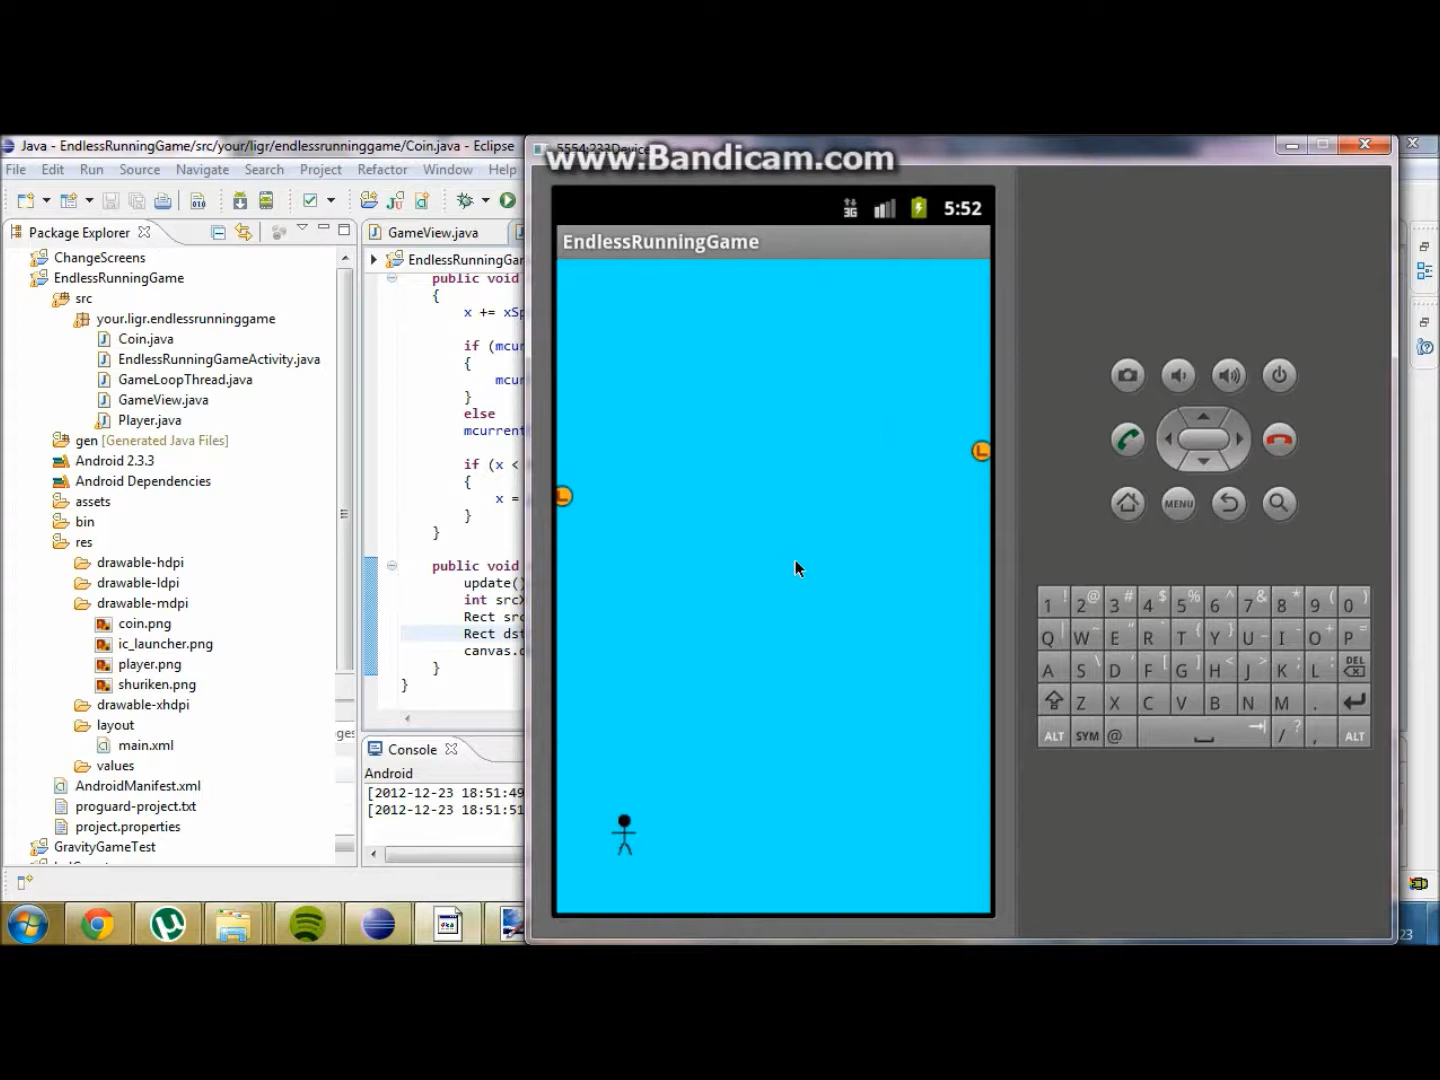 Java - EndlessRunningGame/src/your/ligr/endlessrunninggame/Coin.java - Eclipse
www.Bandicam.com
File Edit Run Source Navigate Search Project Refactor Window Help
Package Explorer
ChangeScreens
EndlessRunningGame
src
your.ligr.endlessrunninggame
Coin.java
EndlessRunningGameActivity.java
GameLoopThread.java
GameView.java
Player.java
gen [Generated Java Files]
Android 2.3.3
Android Dependencies
assets
bin
res
drawable-hdpi
drawable-ldpi
drawable-mdpi
coin.png
ic_launcher.png
player.png
shuriken.png
drawable-xhdpi
layout
main.xml
values
AndroidManifest.xml
proguard-project.txt
project.properties
GravityGameTest
GameView.java
EndlessRunningGar
public void
{
x += xSp
if (mcur
{
mcur
}
else
mcurrent
if (x <
{
x =
}
}
public void
update()
int srcX
Rect src
Rect dst
canvas.d
}
}
Console
Android
[2012-12-23 18:51:49
[2012-12-23 18:51:51
3G 5:52
EndlessRunningGame
L
L
MENU
1 ! 2 @ 3 # 4 $ 5 % 6 ^ 7 & 8 * 9 ( 0 )
Q W ~ E " R ` T { Y } U _ I - O + P =
A S \ D ' F [ G ] H < J > K ; L : DEL
Z X C V B N M .
ALT SYM @ / ? , ALT
23